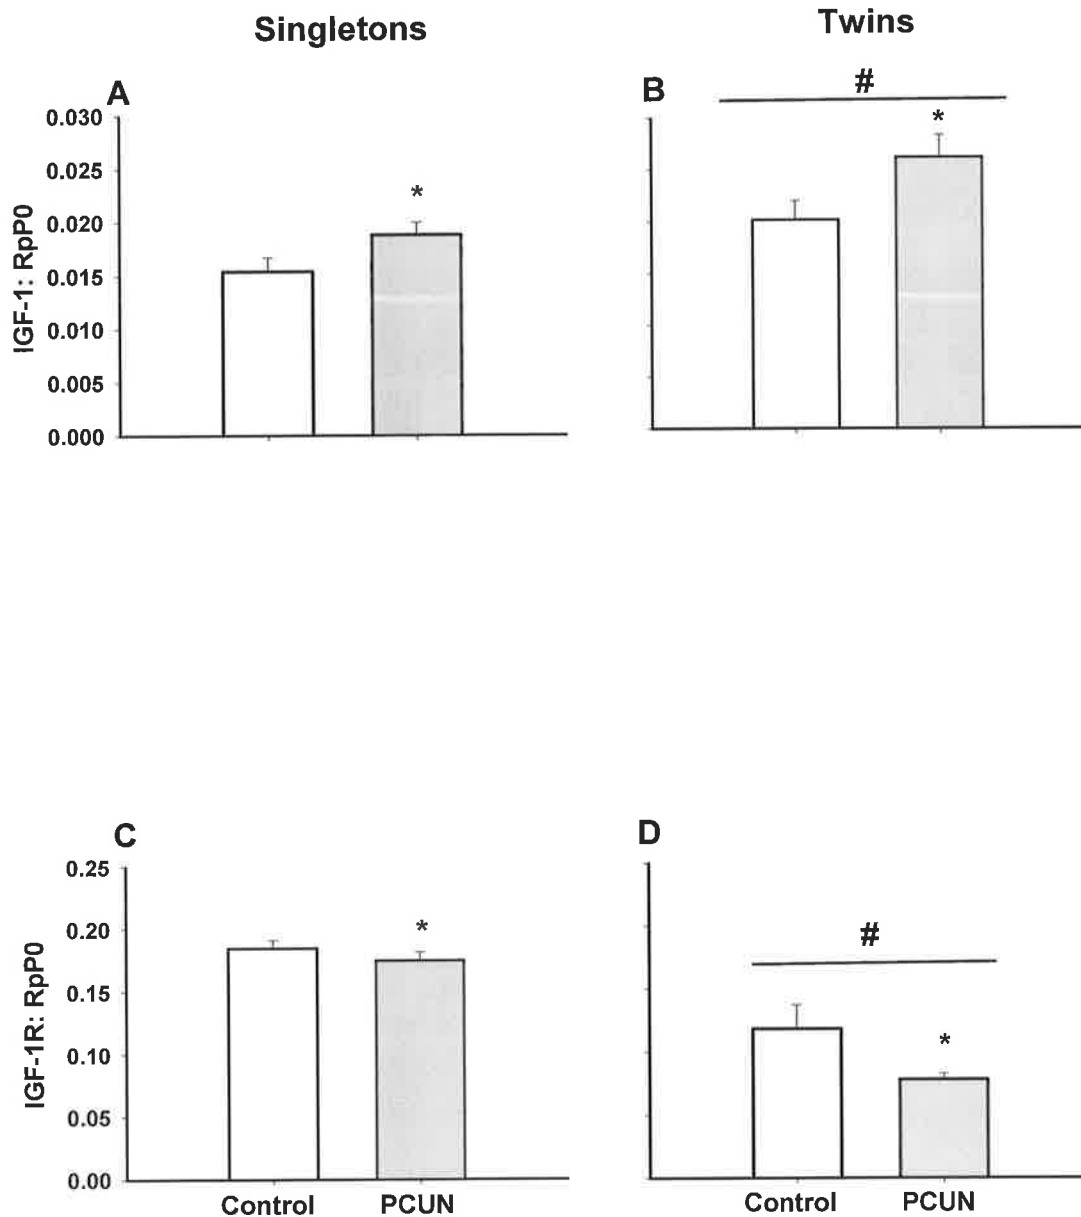 Singletons
Twins
A
B
#
*
*
0.030
0.025
0.020
0.015
0.010
0.005
0.000
IGF-1: RpP0
C
D
#
*
*
0.25
0.20
0.15
0.10
0.05
0.00
IGF-1R: RpP0
Control
PCUN
Control
PCUN